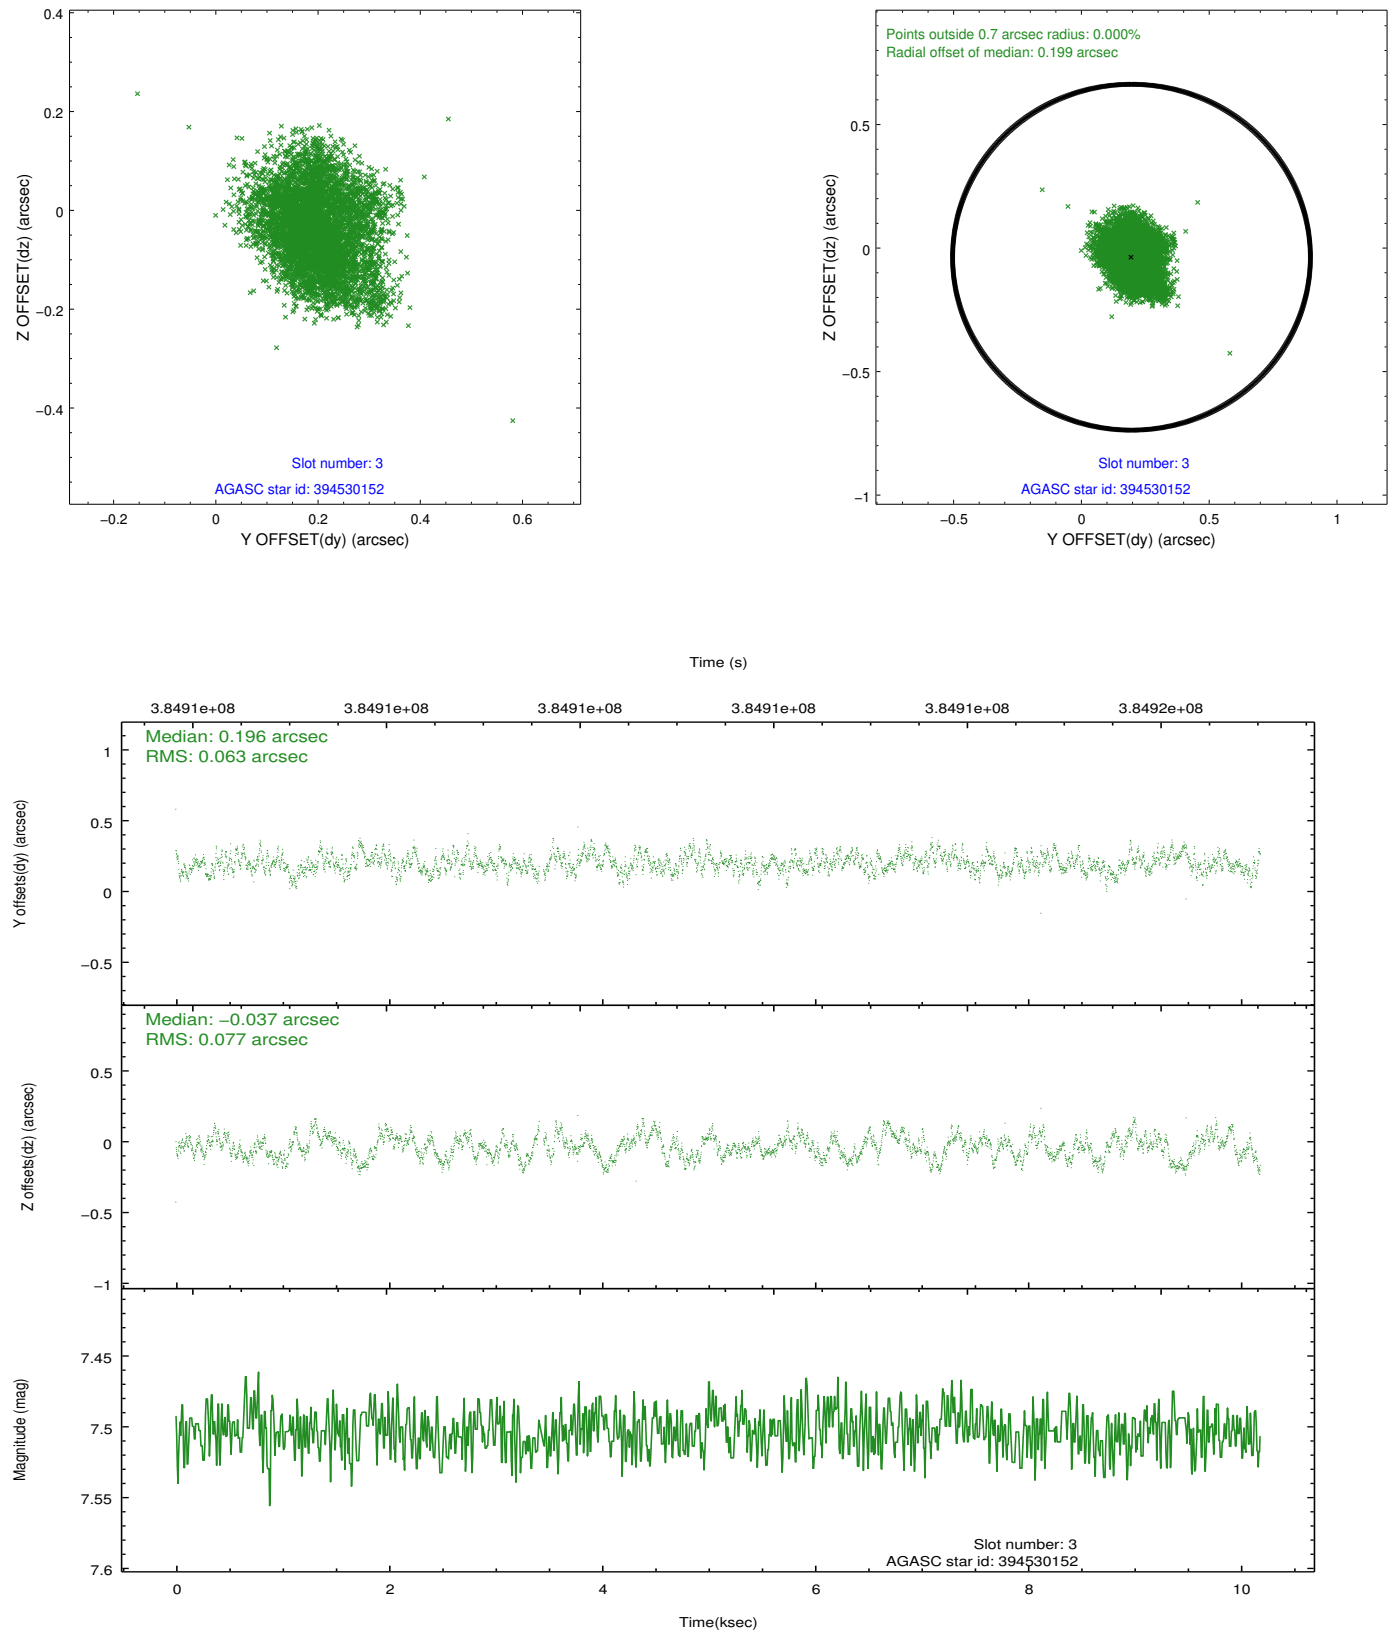 0.4
0.2
0
−0.2
−0.4
Z OFFSET(dz) (arcsec)
Slot number: 3
AGASC star id: 394530152
−0.2 0 0.2 0.4 0.6
Y OFFSET(dy) (arcsec)
Points outside 0.7 arcsec radius: 0.000%
Radial offset of median: 0.199 arcsec
0.5
0
−0.5
−1
Z OFFSET(dz) (arcsec)
Slot number: 3
AGASC star id: 394530152
−0.5 0 0.5 1
Y OFFSET(dy) (arcsec)
Time (s)
3.8491e+08 3.8491e+08 3.8491e+08 3.8491e+08 3.8491e+08 3.8492e+08
Median: 0.196 arcsec
RMS: 0.063 arcsec
1
0.5
0
−0.5
Y offsets(dy) (arcsec)
Median: −0.037 arcsec
RMS: 0.077 arcsec
0.5
0
−0.5
−1
Z offsets(dz) (arcsec)
7.45
7.5
7.55
7.6
Magnitude (mag)
Slot number: 3
AGASC star id: 394530152
0 2 4 6 8 10
Time(ksec)